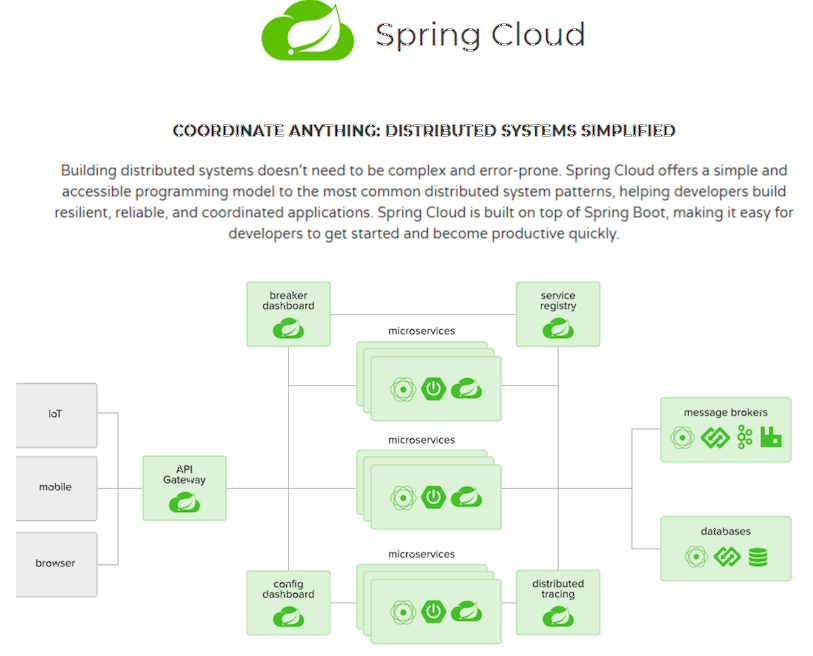 Spring Cloud
COORDINATE ANYTHING: DISTRIBUTED SYSTEMS SIMPLIFIED
Building distributed systems doesn't need to be complex and error-prone. Spring Cloud offers a simple and
accessible programming model to the most common distributed system patterns, helping developers build
resilient, reliable, and coordinated applications. Spring Cloud is built on top of Spring Boot, making it easy for
developers to get started and become productive quickly.
breaker
dashboard
service
registry
microservices
IoT
mobile
browser
API
Gateway
microservices
message brokers
databases
microservices
config
dashboard
distributed
tracing